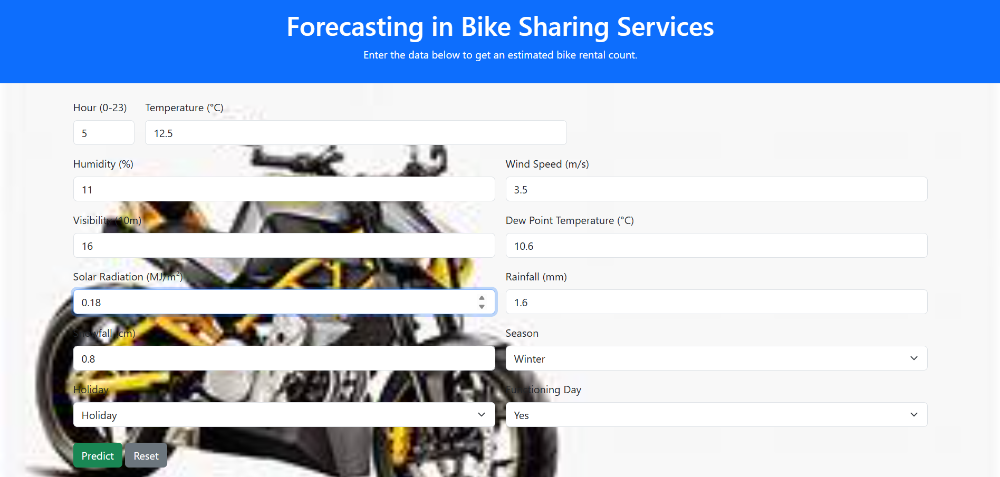 Forecasting in Bike Sharing Services
Enter the data below to get an estimated bike rental count.
Hour (0-23) Temperature (°C)
5 12.5
Humidity (%) Wind Speed (m/s)
11 3.5
Visibility (10m) Dew Point Temperature (°C)
16 10.6
Solar Radiation (MJ/m²) Rainfall (mm)
0.18 1.6
Snowfall (cm) Season
0.8 Winter
Holiday Functioning Day
Holiday Yes
Predict Reset